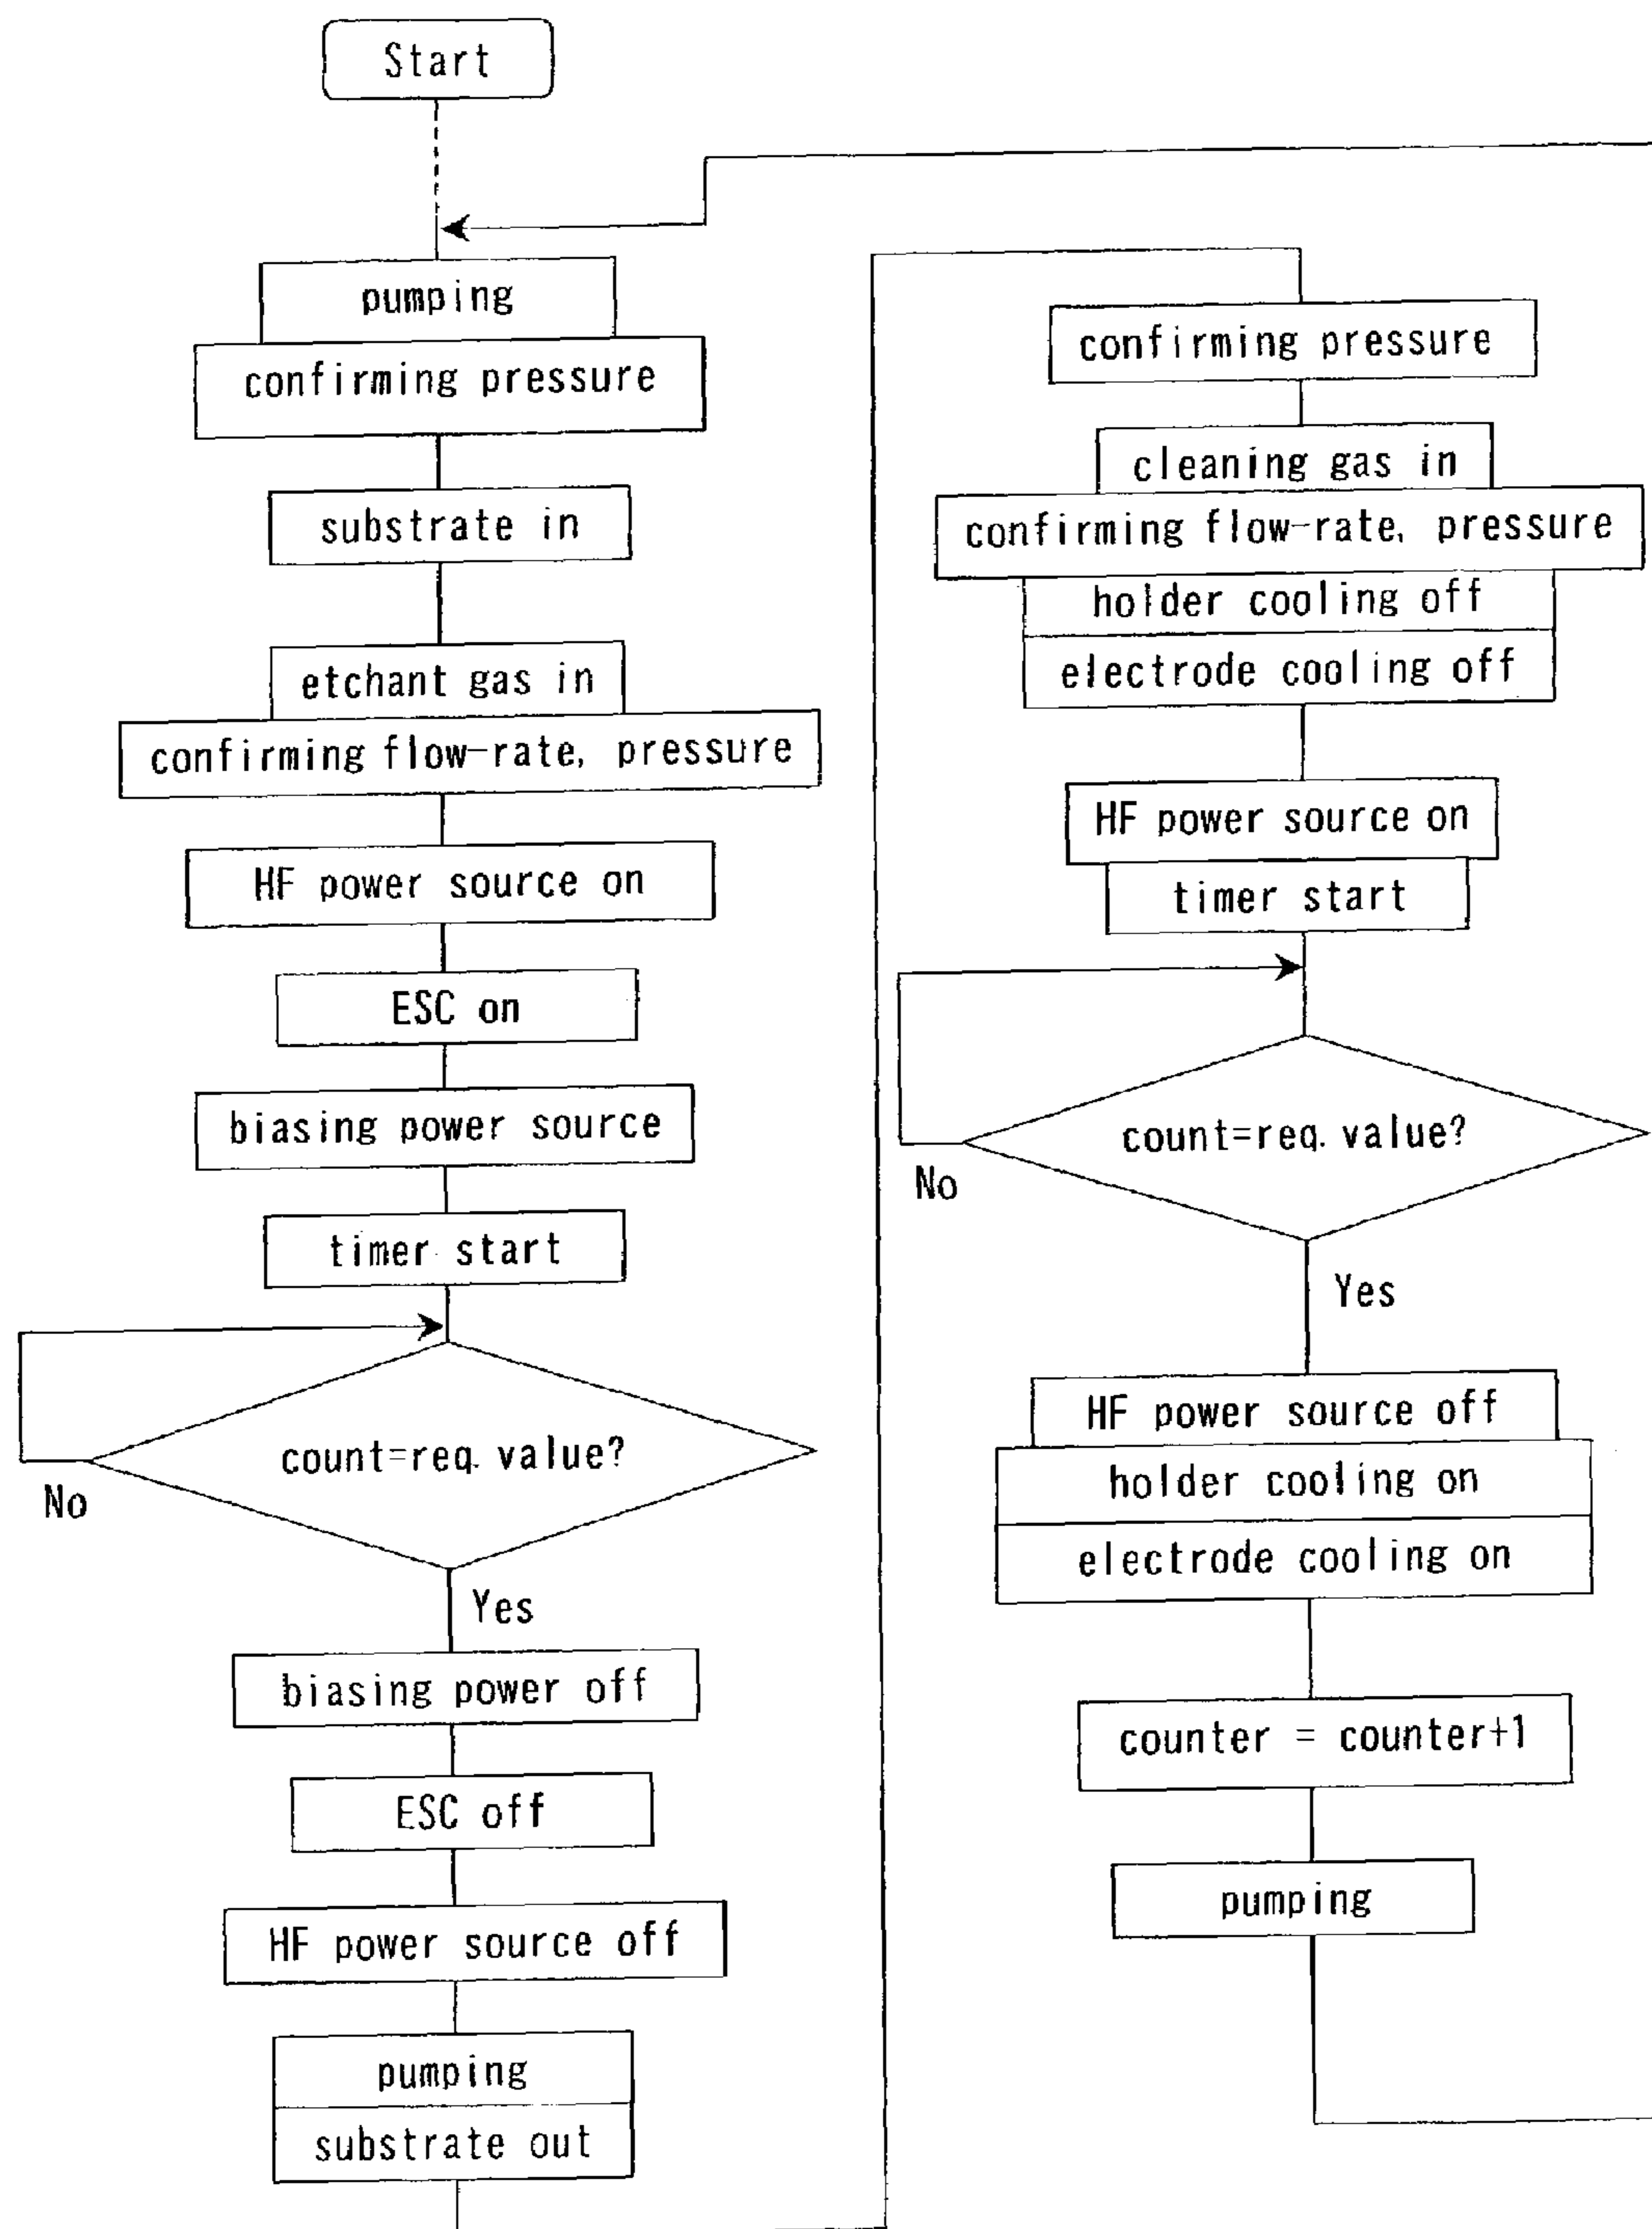 Start
pumping
confirming pressure
substrate in
etchant gas in
confirming flow-rate, pressure
HF power source on
ESC on
biasing power source
timer start
count=req. value?
No
Yes
biasing power off
ESC off
HF power source off
pumping
substrate out
confirming pressure
cleaning gas in
confirming flow-rate, pressure
holder cooling off
electrode cooling off
HF power source on
timer start
count=req. value?
No
Yes
HF power source off
holder cooling on
electrode cooling on
counter = counter+1
pumping